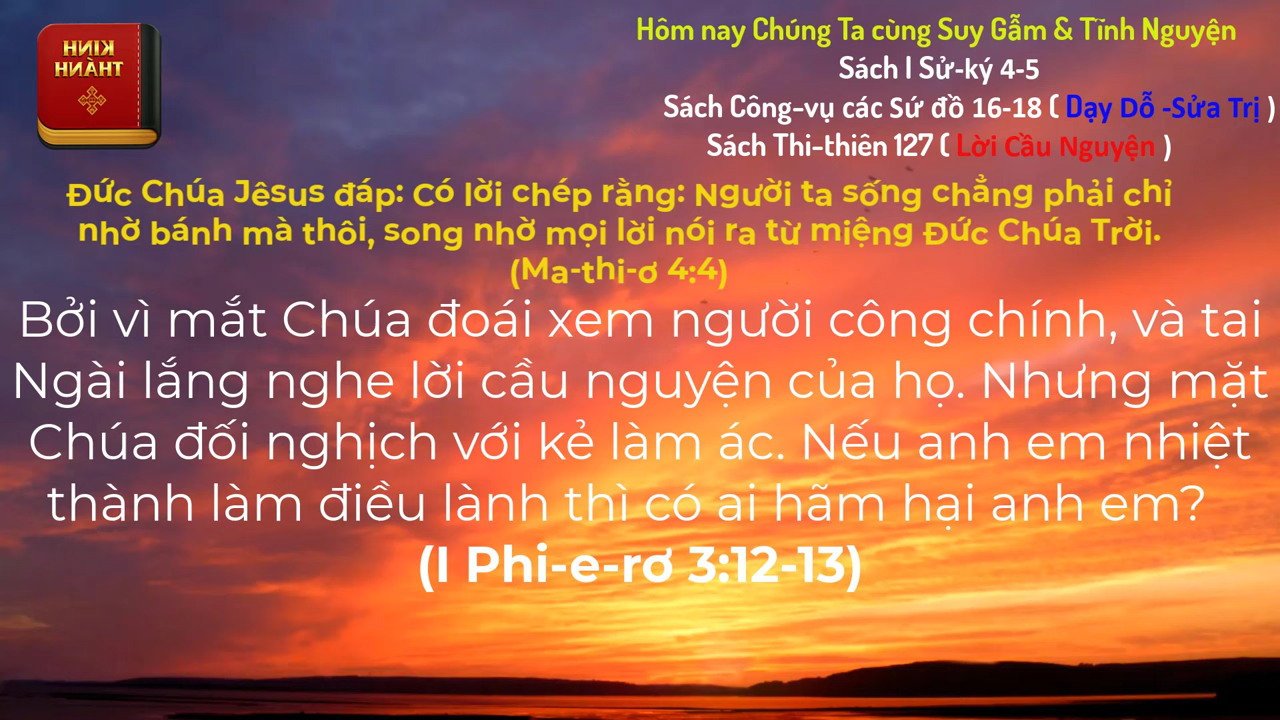 KINH
THÁNH
Hôm nay Chúng Ta cùng Suy Gẫm & Tĩnh Nguyện
Sách I Sử-ký 4-5
Sách Công-vụ các Sứ đồ 16-18 ( Dạy Dỗ -Sửa Trị )
Sách Thi-thiên 127 ( Lời Cầu Nguyện )
Đức Chúa Jêsus đáp: Có lời chép rằng: Người ta sống chẳng phải chỉ
nhờ bánh mà thôi, song nhờ mọi lời nói ra từ miệng Đức Chúa Trời.
(Ma-thi-ơ 4:4)
Bởi vì mắt Chúa đoái xem người công chính, và tai
Ngài lắng nghe lời cầu nguyện của họ. Nhưng mặt
Chúa đối nghịch với kẻ làm ác. Nếu anh em nhiệt
thành làm điều lành thì có ai hãm hại anh em?
(I Phi-e-rơ 3:12-13)